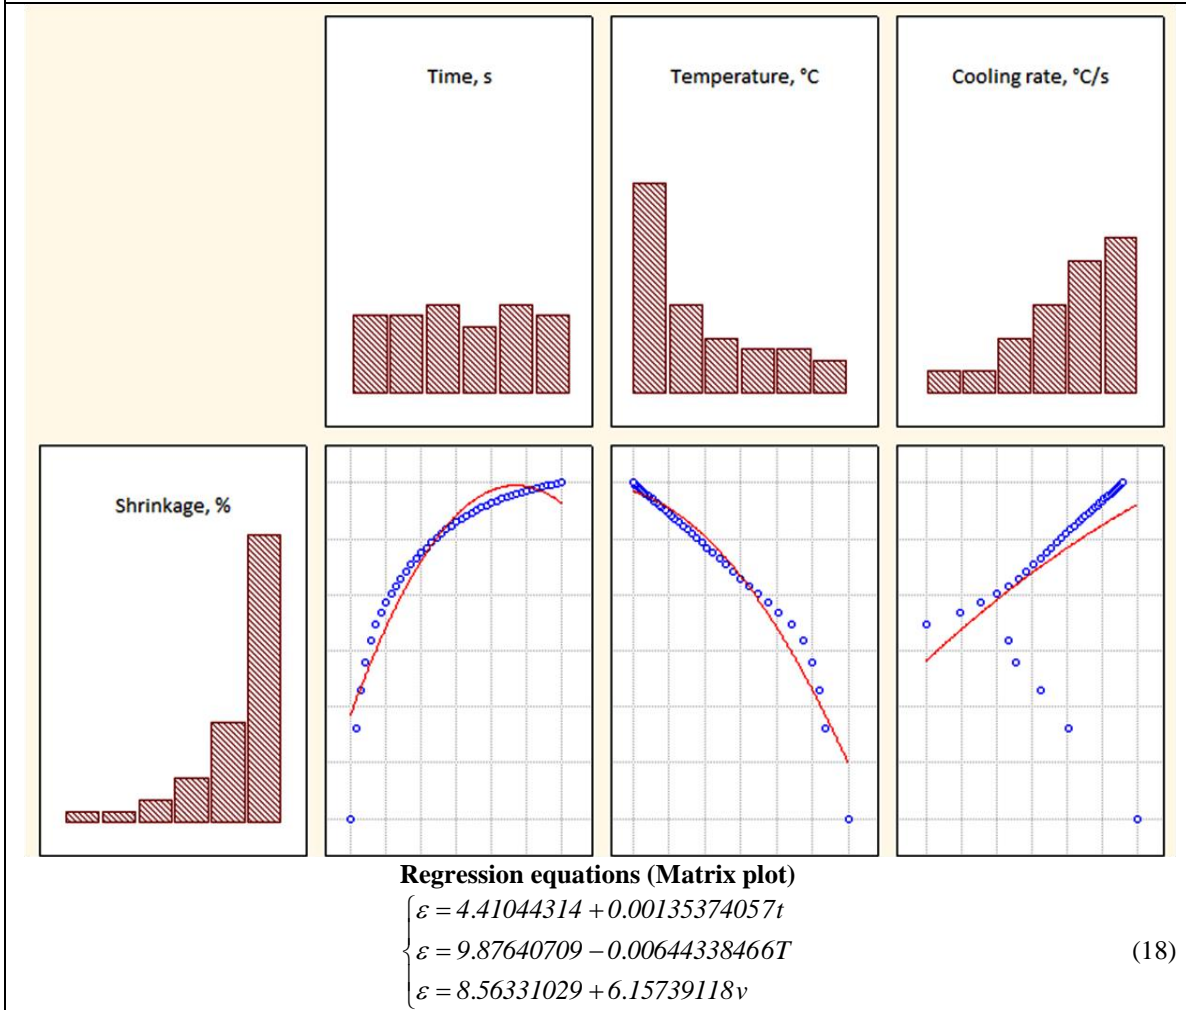 Time, s
Temperature, °C
Cooling rate, °C/s
Shrinkage, %
Regression equations (Matrix plot)
ε = 4.41044314 + 0.00135374057t
ε = 9.87640709 − 0.00644338466T
(18)
ε = 8.56331029 + 6.15739118v